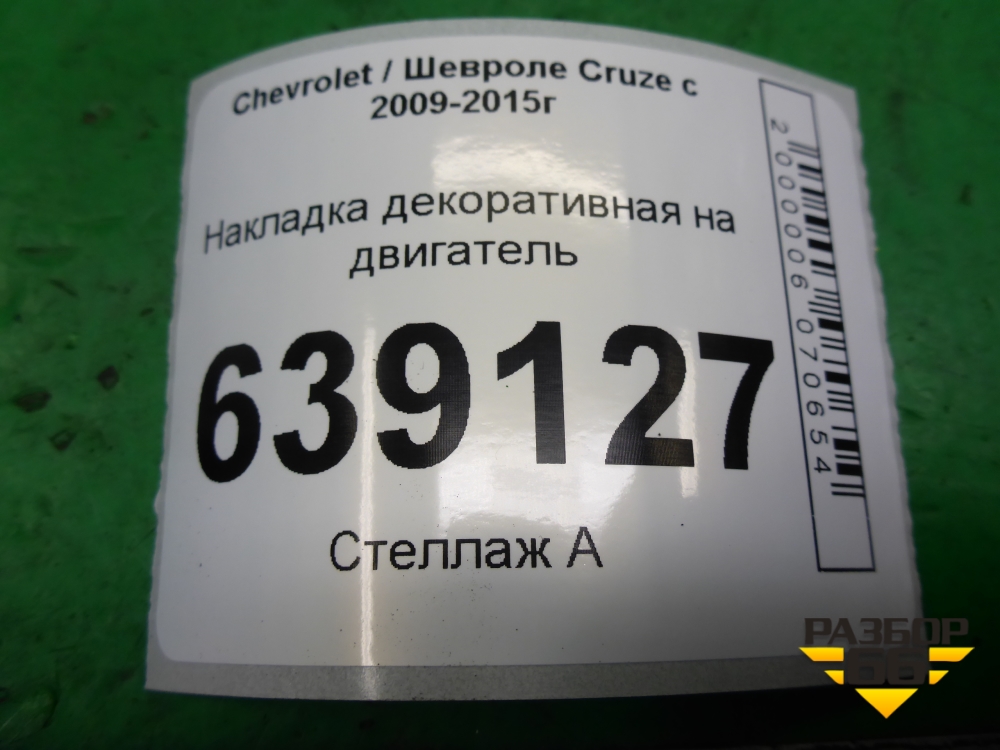 Chevrolet / Шевроле Cruze с
2009-2015г
Накладка декоративная на
двигатель
639127
Стеллаж А
2000006070654
РАЗБОР
66